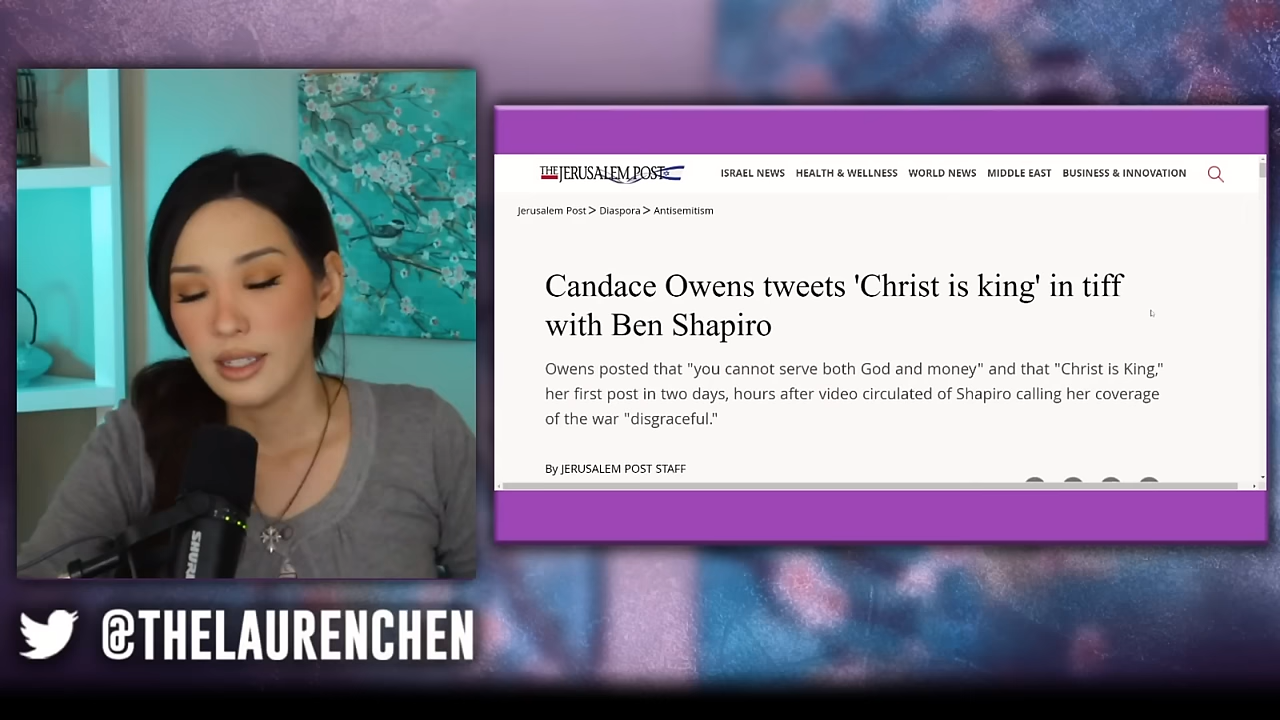 THE JERUSALEM POST
ISRAEL NEWS HEALTH & WELLNESS WORLD NEWS MIDDLE EAST BUSINESS & INNOVATION
Jerusalem Post > Diaspora > Antisemitism
Candace Owens tweets 'Christ is king' in tiff
with Ben Shapiro
Owens posted that "you cannot serve both God and money" and that "Christ is King,"
her first post in two days, hours after video circulated of Shapiro calling her coverage
of the war "disgraceful."
By JERUSALEM POST STAFF
SHURE
@THELAURENCHEN